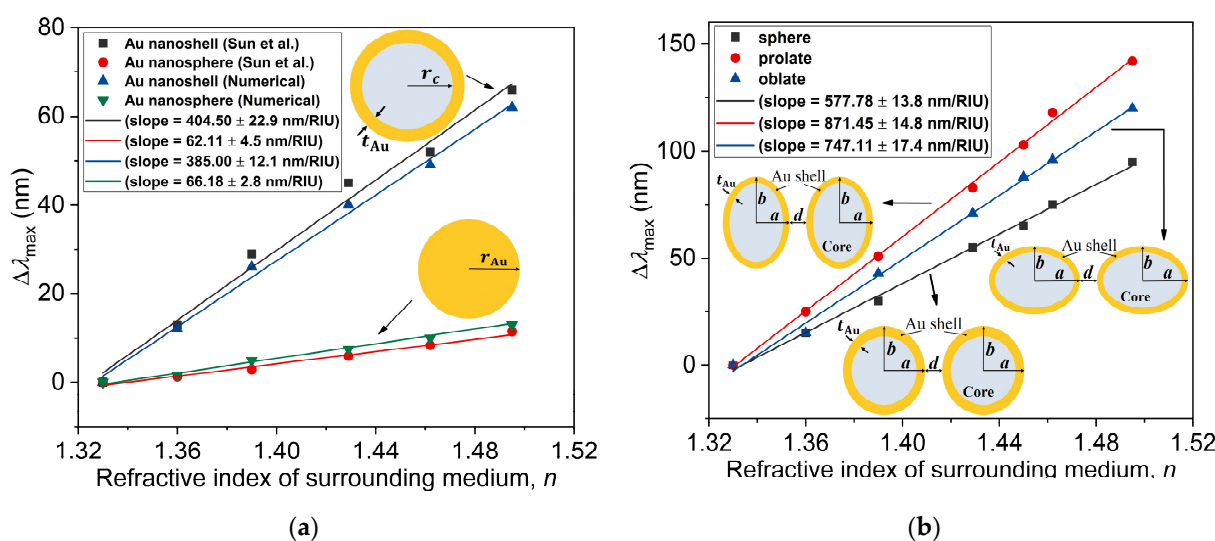 (a)
80
60
40
20
0
Δλmax (nm)
1.32 1.36 1.40 1.44 1.48 1.52
Refractive index of surrounding medium, n
Au nanoshell (Sun et al.)
Au nanosphere (Sun et al.)
Au nanoshell (Numerical)
Au nanosphere (Numerical)
(slope = 404.50 ± 22.9 nm/RIU)
(slope = 62.11 ± 4.5 nm/RIU)
(slope = 385.00 ± 12.1 nm/RIU)
(slope = 66.18 ± 2.8 nm/RIU)
rc
tAu
rAu
(a)
(b)
150
100
50
0
Δλmax (nm)
1.32 1.36 1.40 1.44 1.48 1.52
Refractive index of surrounding medium, n
sphere
prolate
oblate
(slope = 577.78 ± 13.8 nm/RIU)
(slope = 871.45 ± 14.8 nm/RIU)
(slope = 747.11 ± 17.4 nm/RIU)
tAu Au shell
b a d b a
Core
tAu Au shell
b a d b a
Core
tAu Au shell
b a d b a
Core
(b)